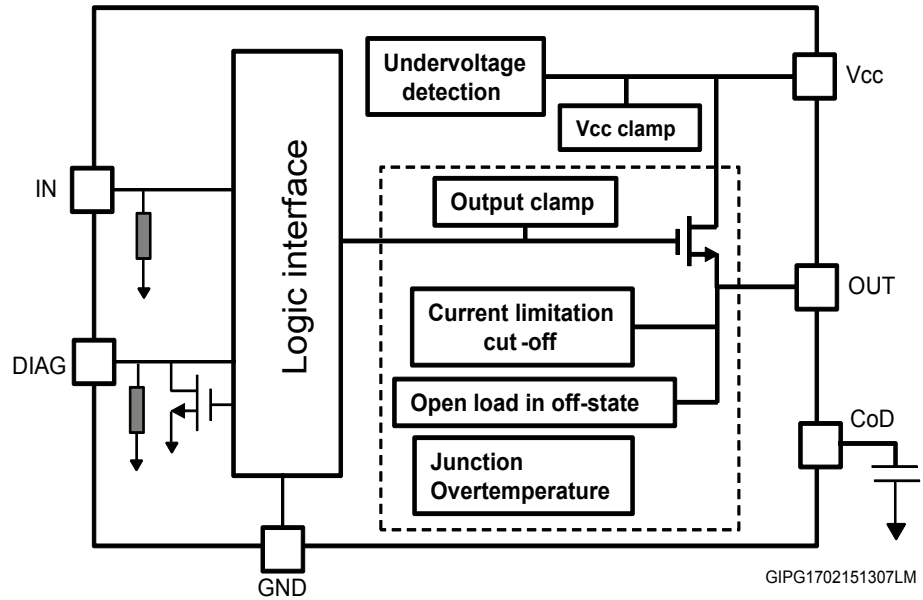 Undervoltage
detection
Vcc
Vcc clamp
IN
Output clamp
Logic interface
OUT
Current limitation
cut -off
DIAG
Open load in off-state
CoD
Junction
Overtemperature
GND
GIPG1702151307LM